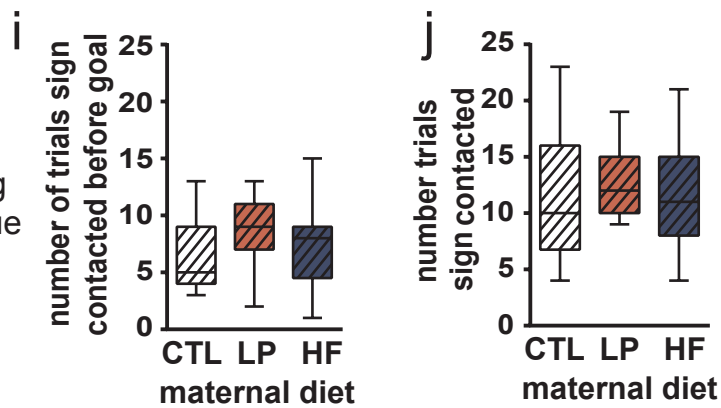 i
number of trials sign
contacted before goal
25
20
15
10
5
0
CTL LP HF
maternal diet
j
number trials
sign contacted
25
20
15
10
5
0
CTL LP HF
maternal diet
g
ue